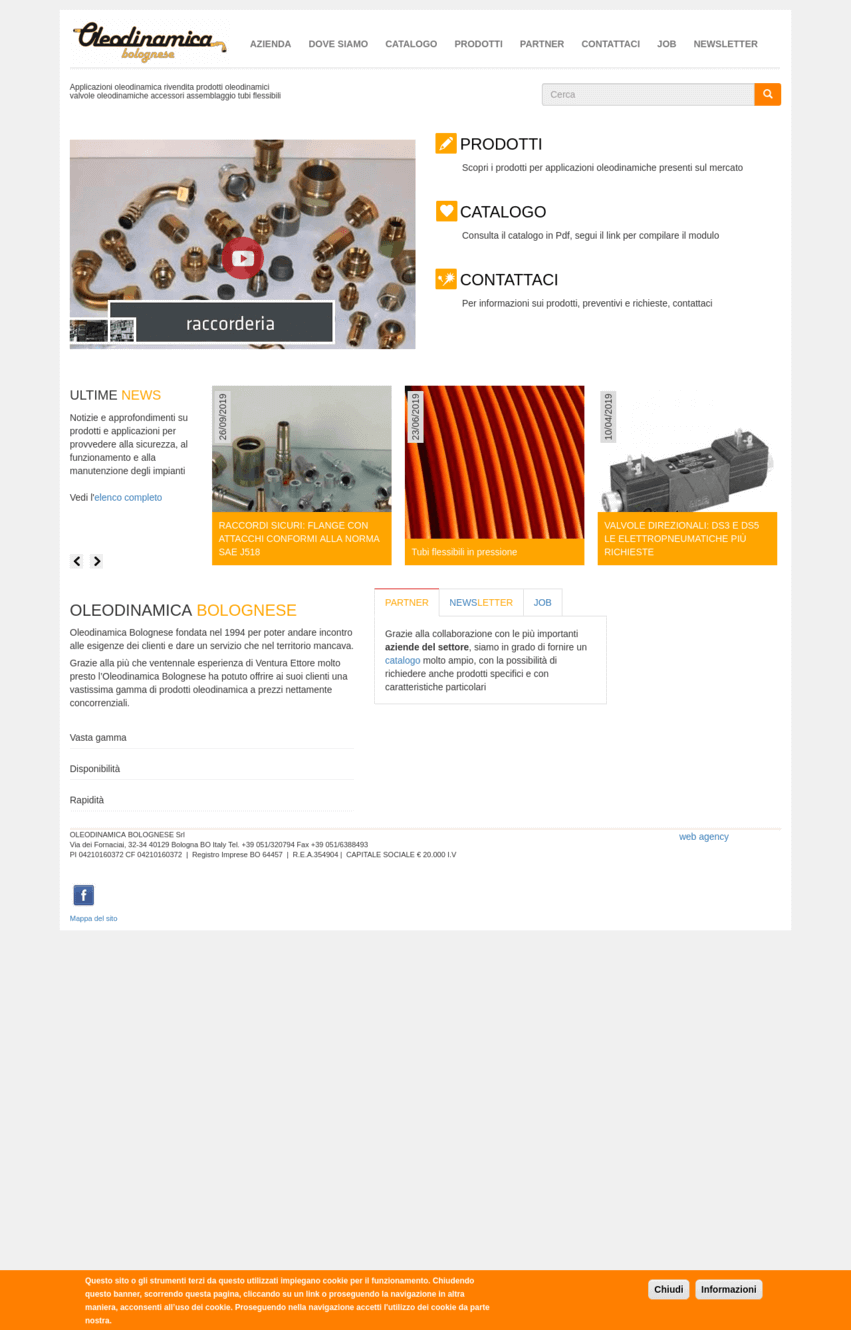 Oleodinamica
bolognese
AZIENDA DOVE SIAMO CATALOGO PRODOTTI PARTNER CONTATTACI JOB NEWSLETTER
Applicazioni oleodinamica rivendita prodotti oleodinamici
valvole oleodinamiche accessori assemblaggio tubi flessibili
Cerca
raccorderia
PRODOTTI
Scopri i prodotti per applicazioni oleodinamiche presenti sul mercato
CATALOGO
Consulta il catalogo in Pdf, segui il link per compilare il modulo
CONTATTACI
Per informazioni sui prodotti, preventivi e richieste, contattaci
ULTIME NEWS
Notizie e approfondimenti su
prodotti e applicazioni per
provvedere alla sicurezza, al
funzionamento e alla
manutenzione degli impianti
Vedi l'elenco completo
26/09/2019
RACCORDI SICURI: FLANGE CON
ATTACCHI CONFORMI ALLA NORMA
SAE J518
23/06/2019
Tubi flessibili in pressione
10/04/2019
VALVOLE DIREZIONALI: DS3 E DS5
LE ELETTROPNEUMATICHE PIÙ
RICHIESTE
OLEODINAMICA BOLOGNESE
Oleodinamica Bolognese fondata nel 1994 per poter andare incontro
alle esigenze dei clienti e dare un servizio che nel territorio mancava.
Grazie alla più che ventennale esperienza di Ventura Ettore molto
presto l'Oleodinamica Bolognese ha potuto offrire ai suoi clienti una
vastissima gamma di prodotti oleodinamica a prezzi nettamente
concorrenziali.
Vasta gamma
Disponibilità
Rapidità
PARTNER NEWSLETTER JOB
Grazie alla collaborazione con le più importanti
aziende del settore, siamo in grado di fornire un
catalogo molto ampio, con la possibilità di
richiedere anche prodotti specifici e con
caratteristiche particolari
OLEODINAMICA BOLOGNESE Srl
Via dei Fornaciai, 32-34 40129 Bologna BO Italy Tel. +39 051/320794 Fax +39 051/6388493
PI 04210160372 CF 04210160372 | Registro Imprese BO 64457 | R.E.A.354904 | CAPITALE SOCIALE € 20.000 I.V
web agency
f
Mappa del sito
Questo sito o gli strumenti terzi da questo utilizzati impiegano cookie per il funzionamento. Chiudendo
questo banner, scorrendo questa pagina, cliccando su un link o proseguendo la navigazione in altra
maniera, acconsenti all'uso dei cookie. Proseguendo nella navigazione accetti l'utilizzo dei cookie da parte
nostra.
Chiudi Informazioni